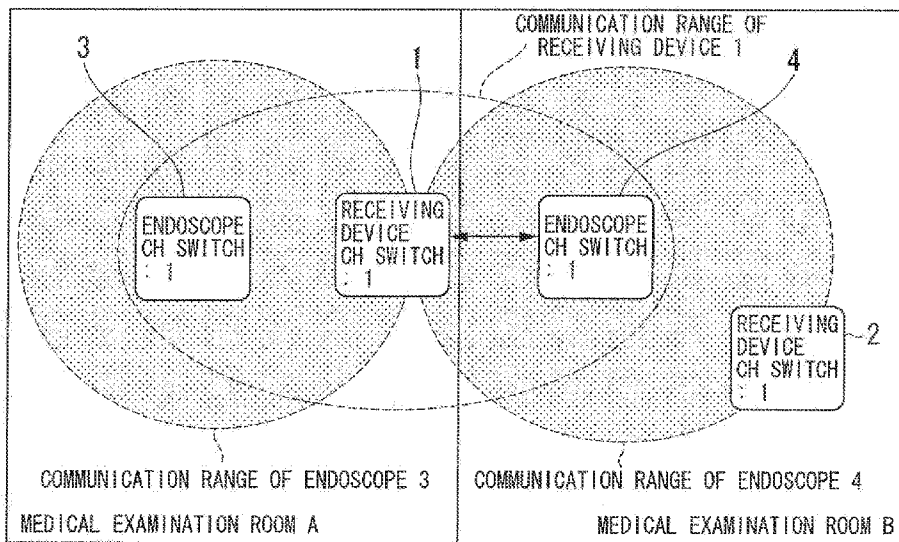 COMMUNICATION RANGE OF
RECEIVING DEVICE 1
3
1
4
ENDOSCOPE
CH SWITCH
: 1
RECEIVING
DEVICE
CH SWITCH
: 1
ENDOSCOPE
CH SWITCH
: 1
RECEIVING
DEVICE
CH SWITCH
: 1
2
COMMUNICATION RANGE OF ENDOSCOPE 3
COMMUNICATION RANGE OF ENDOSCOPE 4
MEDICAL EXAMINATION ROOM A
MEDICAL EXAMINATION ROOM B